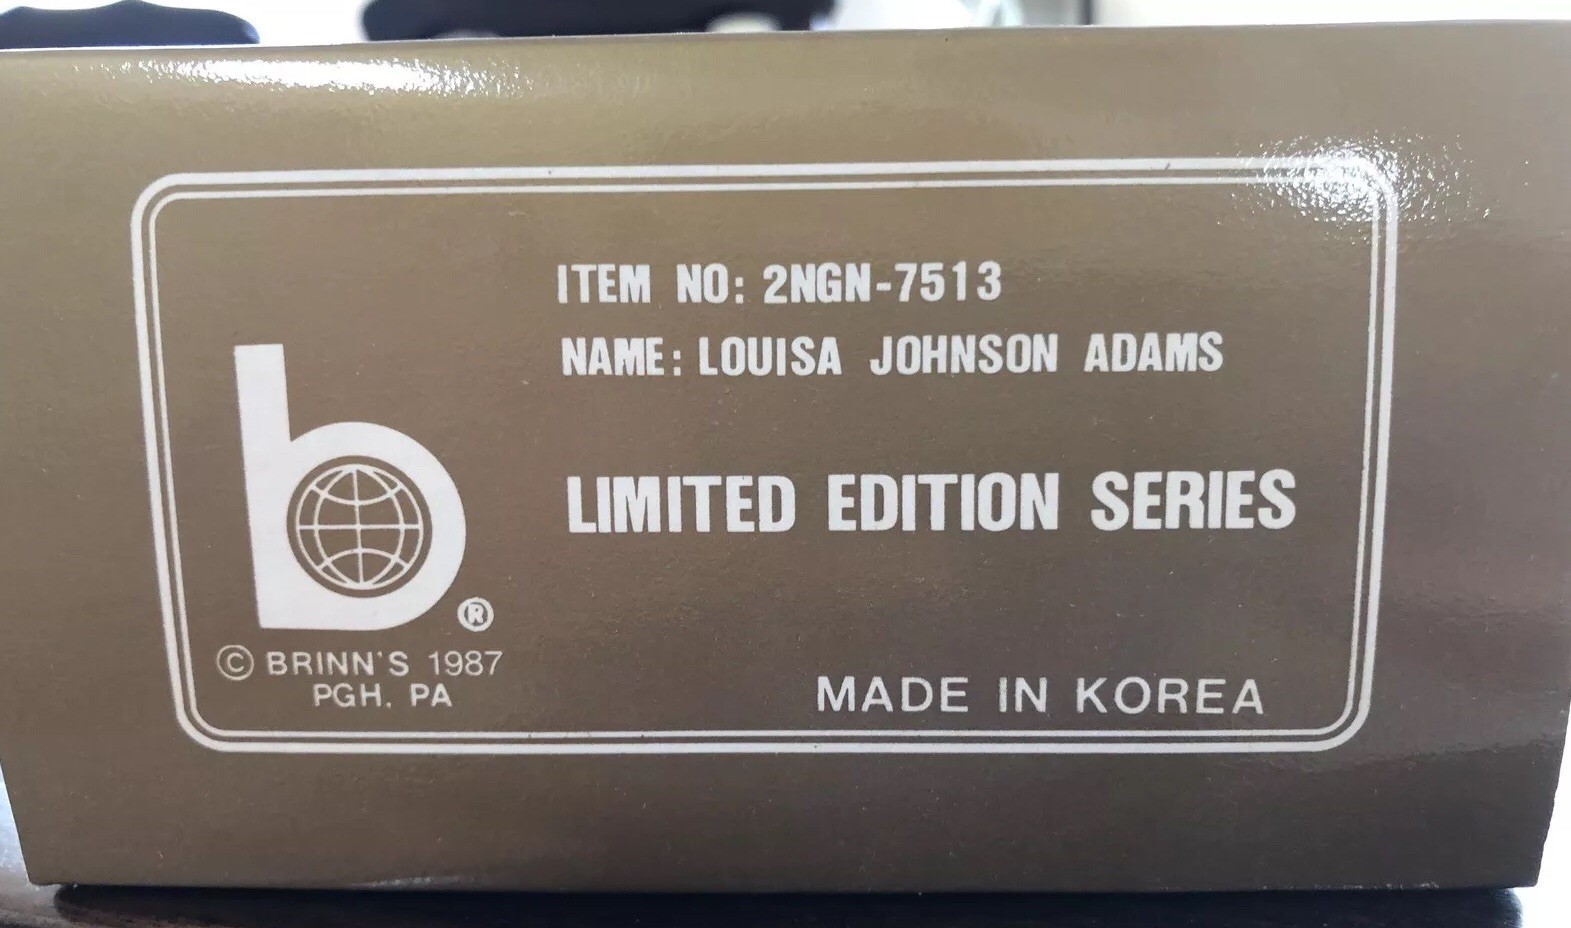 ITEM NO: 2NGN-7513
NAME: LOUISA JOHNSON ADAMS
LIMITED EDITION SERIES
b ®
© BRINN'S 1987
PGH. PA
MADE IN KOREA